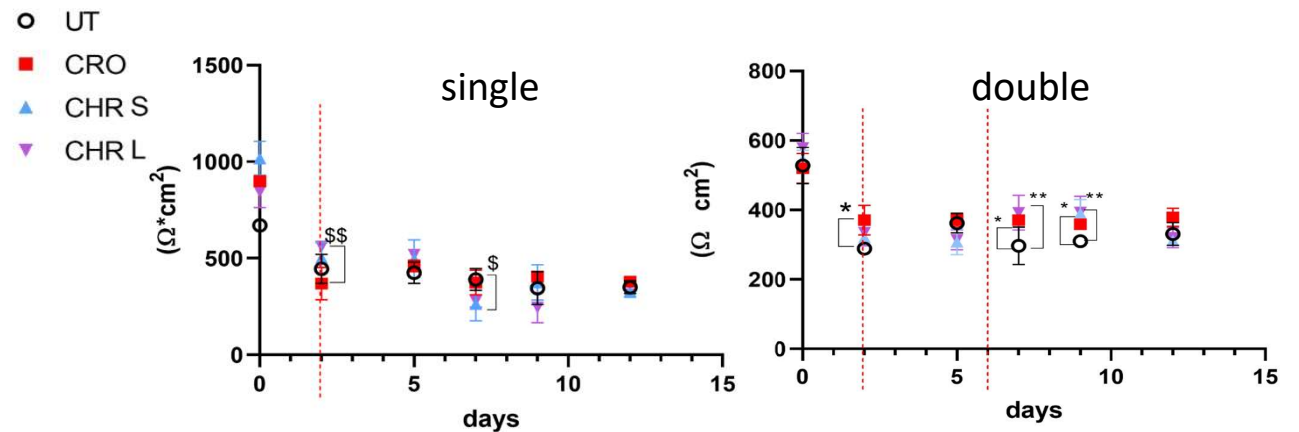 UT
CRO
CHR S
CHR L
single
(Ω*cm²)
1500
1000
500
0
$$
$
0
5
10
15
days
double
(Ω cm²)
800
600
400
200
0
*
*
**
*
**
0
5
10
15
days